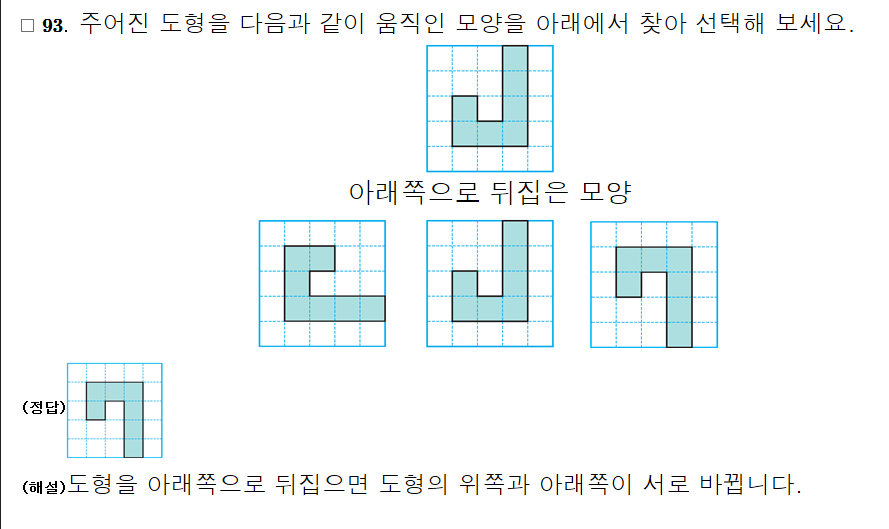 □ 93. 주어진 도형을 다음과 같이 움직인 모양을 아래에서 찾아 선택해 보세요.
아래쪽으로 뒤집은 모양
(정답)
(해설)도형을 아래쪽으로 뒤집으면 도형의 위쪽과 아래쪽이 서로 바뀝니다.